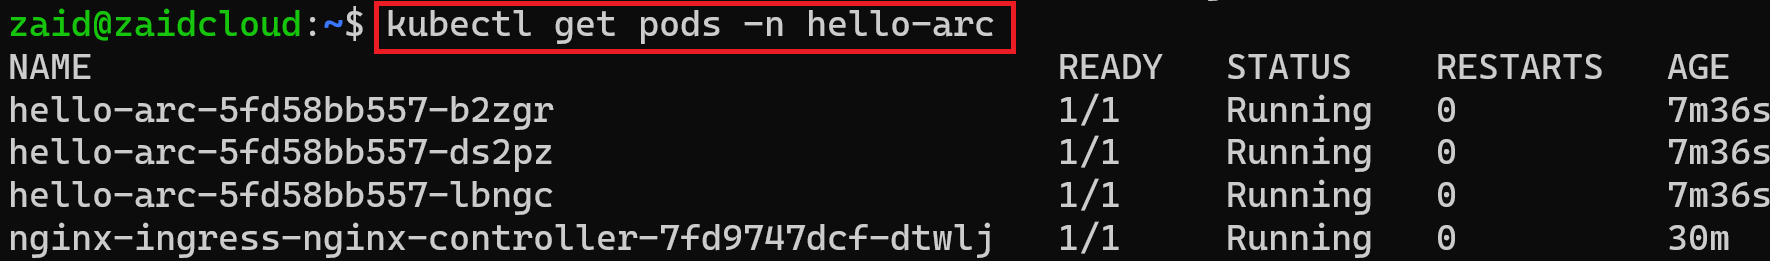 zaid@zaidcloud:~$ kubectl get pods -n hello-arc
NAME READY STATUS RESTARTS AGE
hello-arc-5fd58bb557-b2zgr 1/1 Running 0 7m36s
hello-arc-5fd58bb557-ds2pz 1/1 Running 0 7m36s
hello-arc-5fd58bb557-lbngc 1/1 Running 0 7m36s
nginx-ingress-nginx-controller-7fd9747dcf-dtwlj 1/1 Running 0 30m